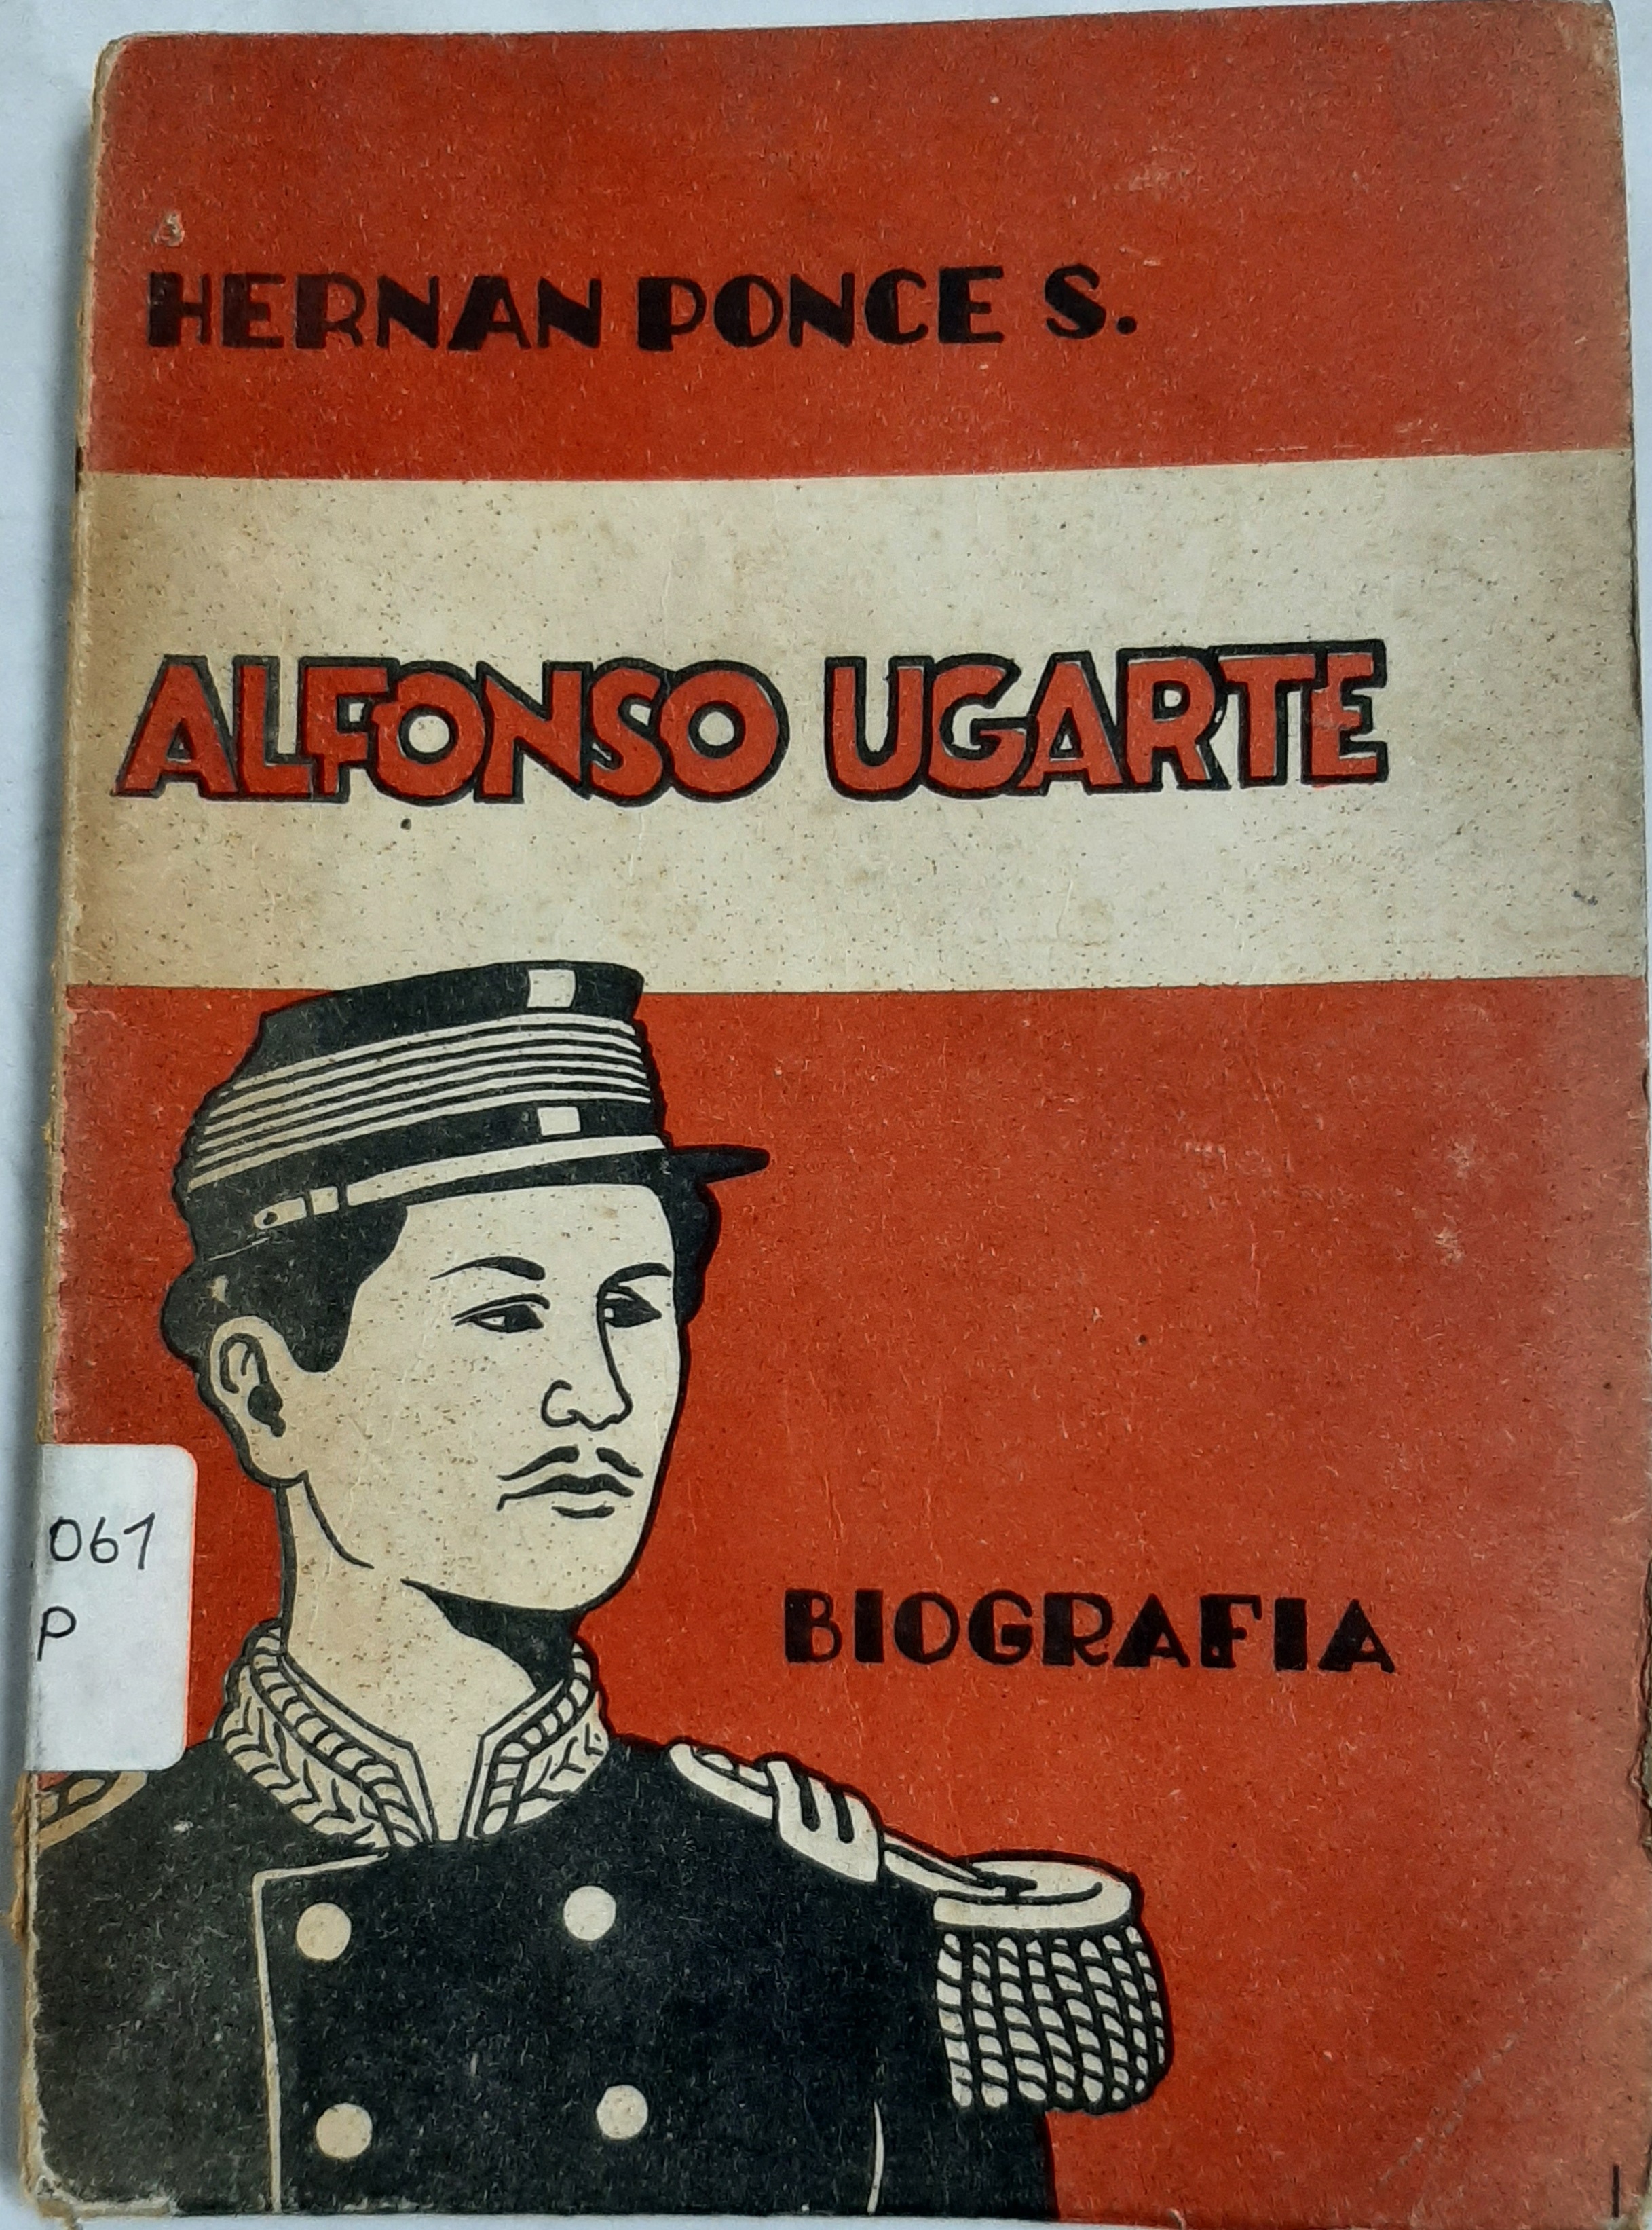 HERNAN PONCE S.
ALFONSO UGARTE
061
P
BIOGRAFIA